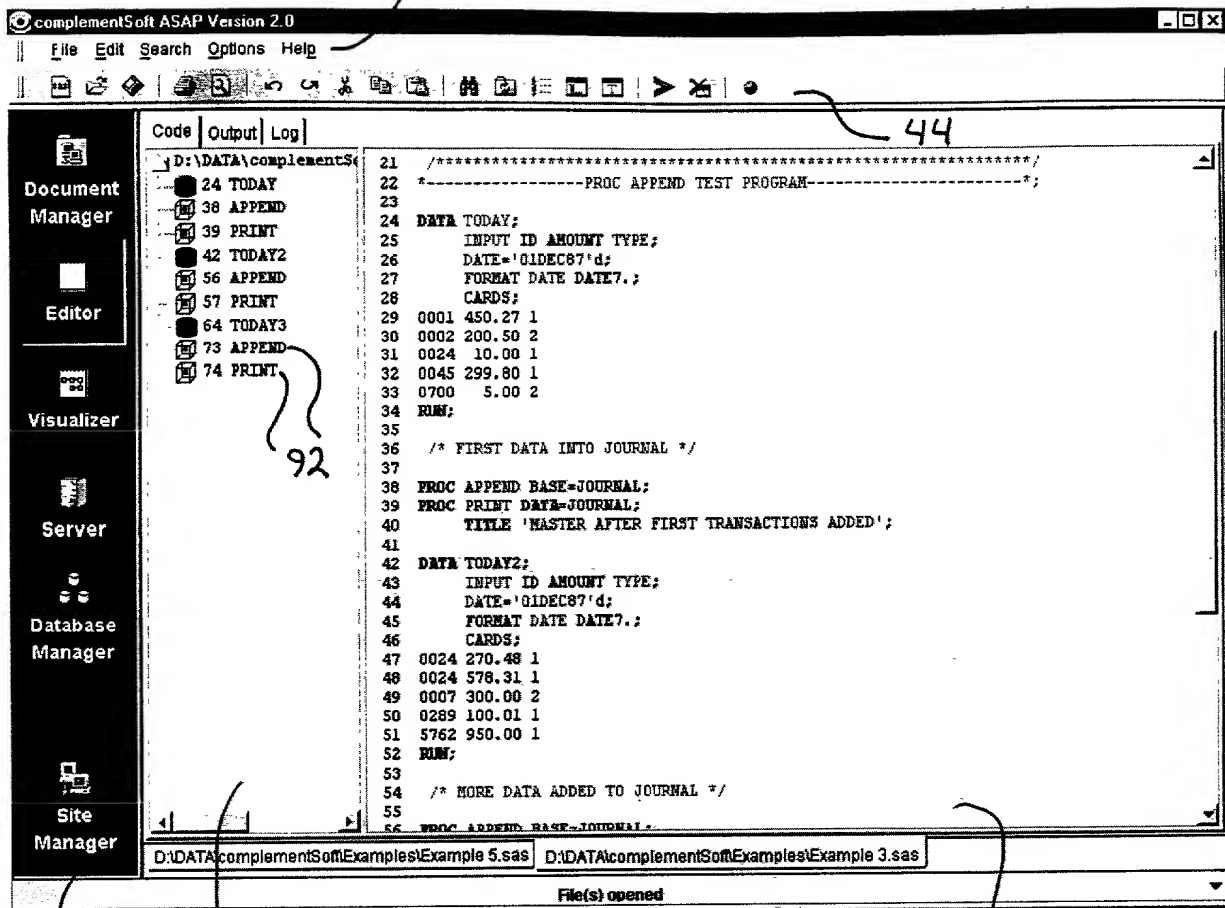 complementSoft ASAP Version 2.0
File Edit Search Options Help
44
Document
Manager
Editor
Visualizer
Server
Database
Manager
Site
Manager
Code Output Log
D:\DATA\complementSo
24 TODAY
38 APPEND
39 PRINT
42 TODAY2
56 APPEND
57 PRINT
64 TODAY3
73 APPEND
74 PRINT
92
21 /****************************************************************/
22 *------------------PROC APPEND TEST PROGRAM-----------------------*;
23
24 DATA TODAY;
25 INPUT ID AMOUNT TYPE;
26 DATE='01DEC87'd;
27 FORMAT DATE DATE7.;
28 CARDS;
29 0001 450.27 1
30 0002 200.50 2
31 0024 10.00 1
32 0045 299.80 1
33 0700 5.00 2
34 RUN;
35
36 /* FIRST DATA INTO JOURNAL */
37
38 PROC APPEND BASE=JOURNAL;
39 PROC PRINT DATA=JOURNAL;
40 TITLE 'MASTER AFTER FIRST TRANSACTIONS ADDED';
41
42 DATA TODAY2;
43 INPUT ID AMOUNT TYPE;
44 DATE='01DEC87'd;
45 FORMAT DATE DATE7.;
46 CARDS;
47 0024 270.48 1
48 0024 578.31 1
49 0007 300.00 2
50 0289 100.01 1
51 5762 950.00 1
52 RUN;
53
54 /* MORE DATA ADDED TO JOURNAL */
55
56 PROC APPEND BASE=JOURNAL;
D:\DATA\complementSoft\Examples\Example 5.sas D:\DATA\complementSoft\Examples\Example 3.sas
File(s) opened